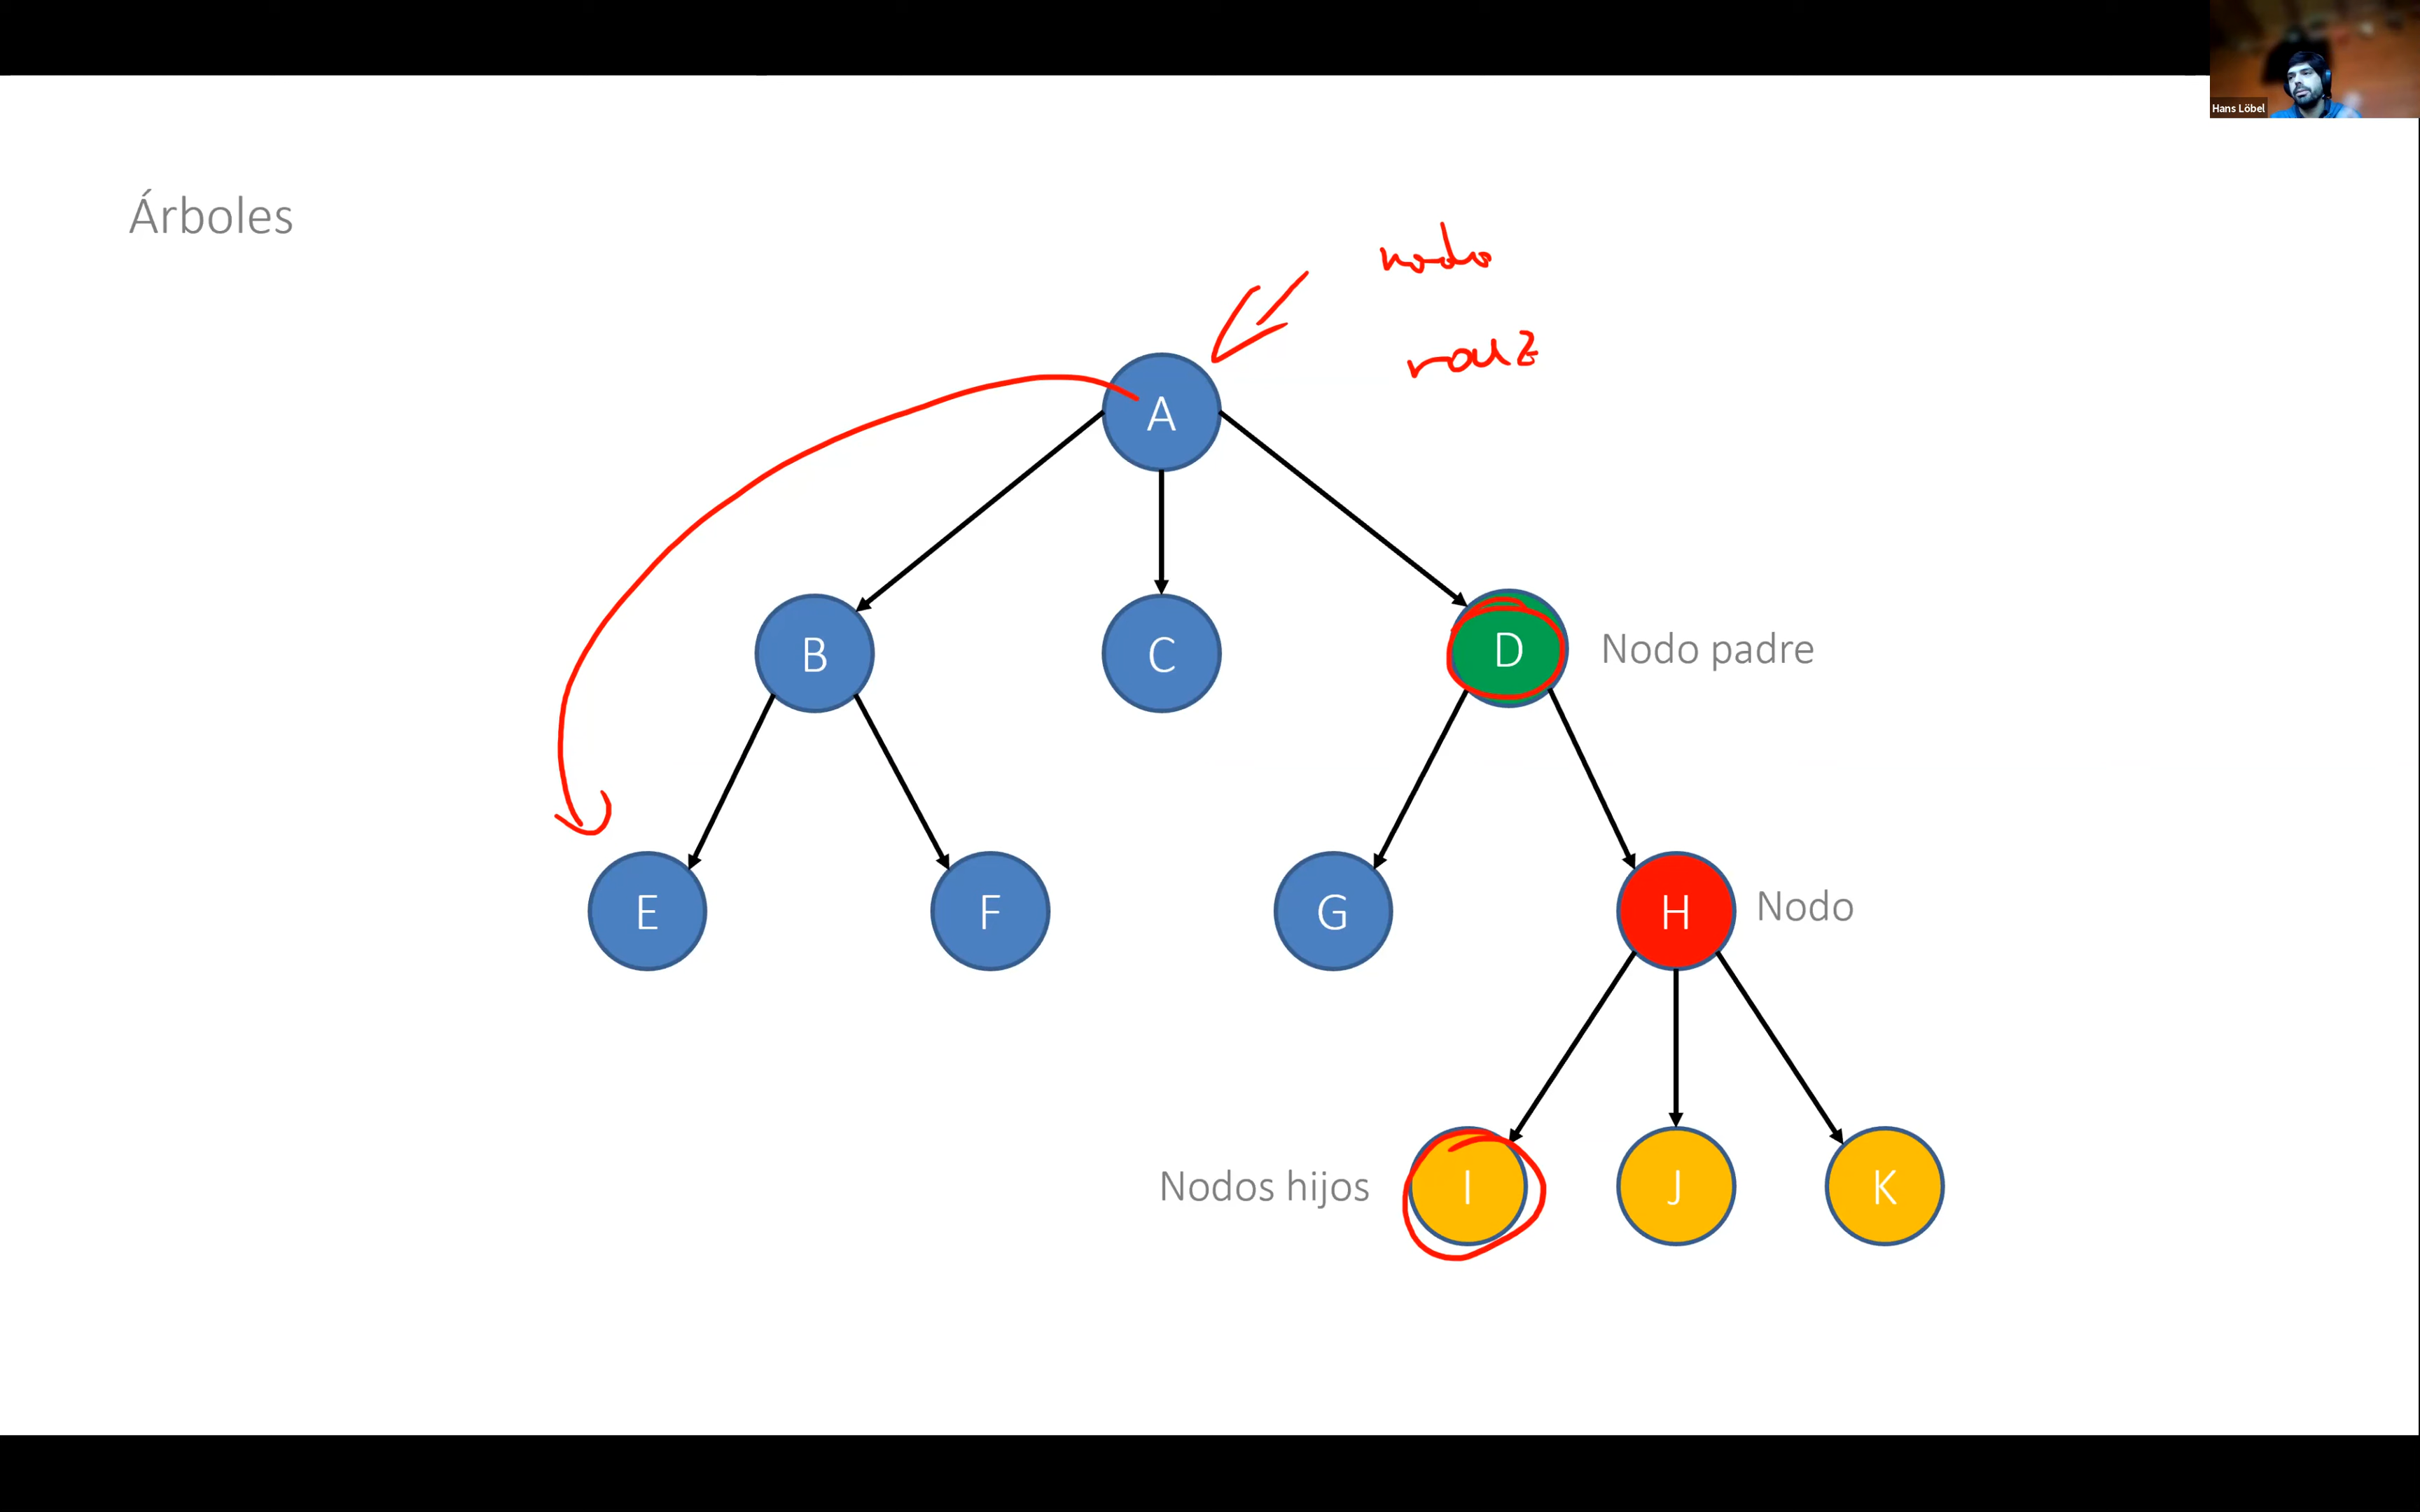 Hans Löbel
Árboles
nodo
raíz
A
B
C
D
Nodo padre
E
F
G
H
Nodo
Nodos hijos
I
J
K